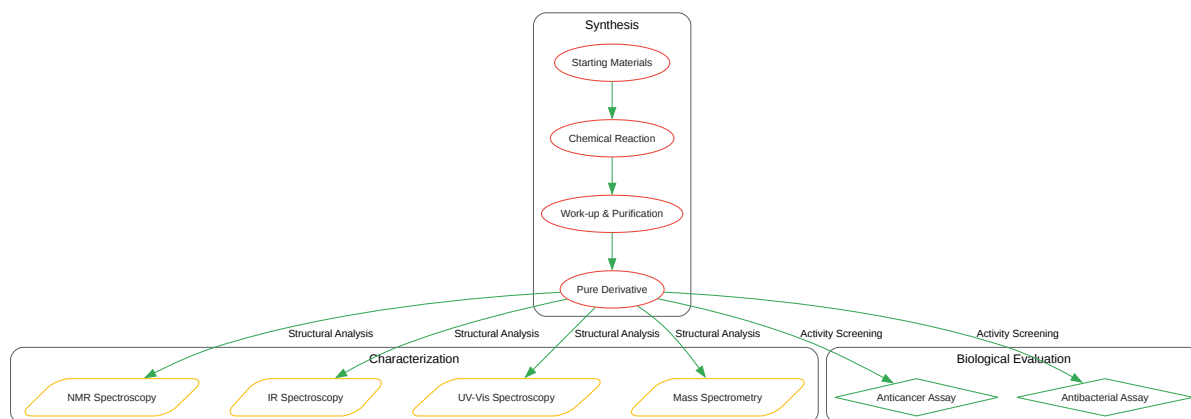 Synthesis
Starting Materials
Chemical Reaction
Work-up & Purification
Pure Derivative
Structural Analysis
Structural Analysis
Structural Analysis
Structural Analysis
Activity Screening
Activity Screening
Characterization
Biological Evaluation
NMR Spectroscopy
IR Spectroscopy
UV-Vis Spectroscopy
Mass Spectrometry
Anticancer Assay
Antibacterial Assay